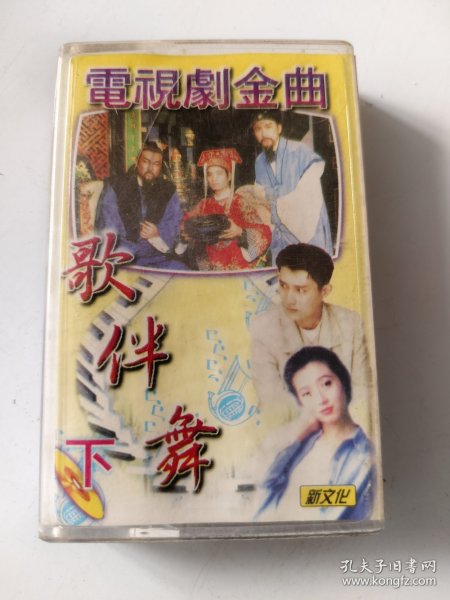 電視劇金曲
歌伴舞
下
新文化
孔夫子旧书网
www.kongfz.com